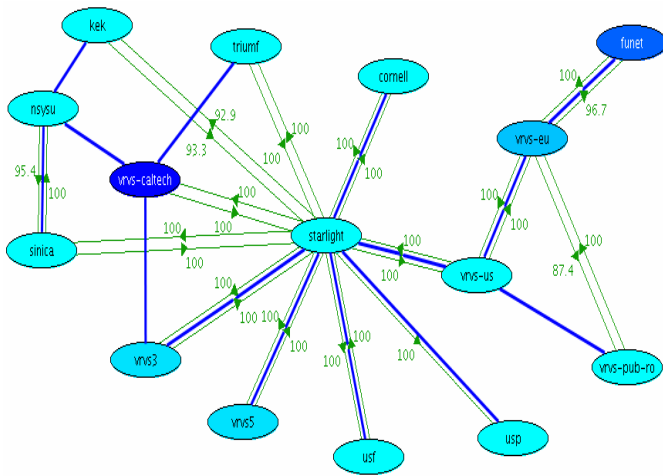 kek
triumf
funet
cornell
100
96.7
nsysu
92.9
100
93.3
100
vrvs-eu
95.4
100
100
100
100
vrvs-caltech
100
100
100
100
100
starlight
100
100
sinica
100
100
vrvs-us
100
87.4
100
100
100
100
100
100
100
vrvs3
100
vrvs-pub-ro
vrvs5
usp
usf